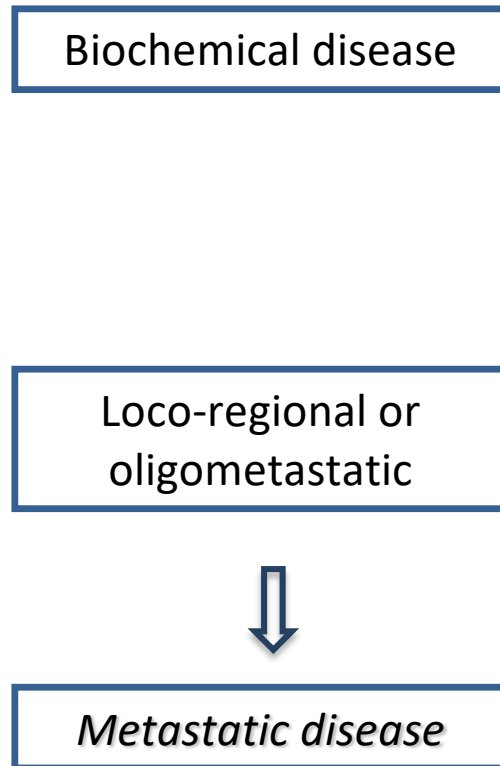 Biochemical disease
Loco-regional or
oligometastatic
Metastatic disease